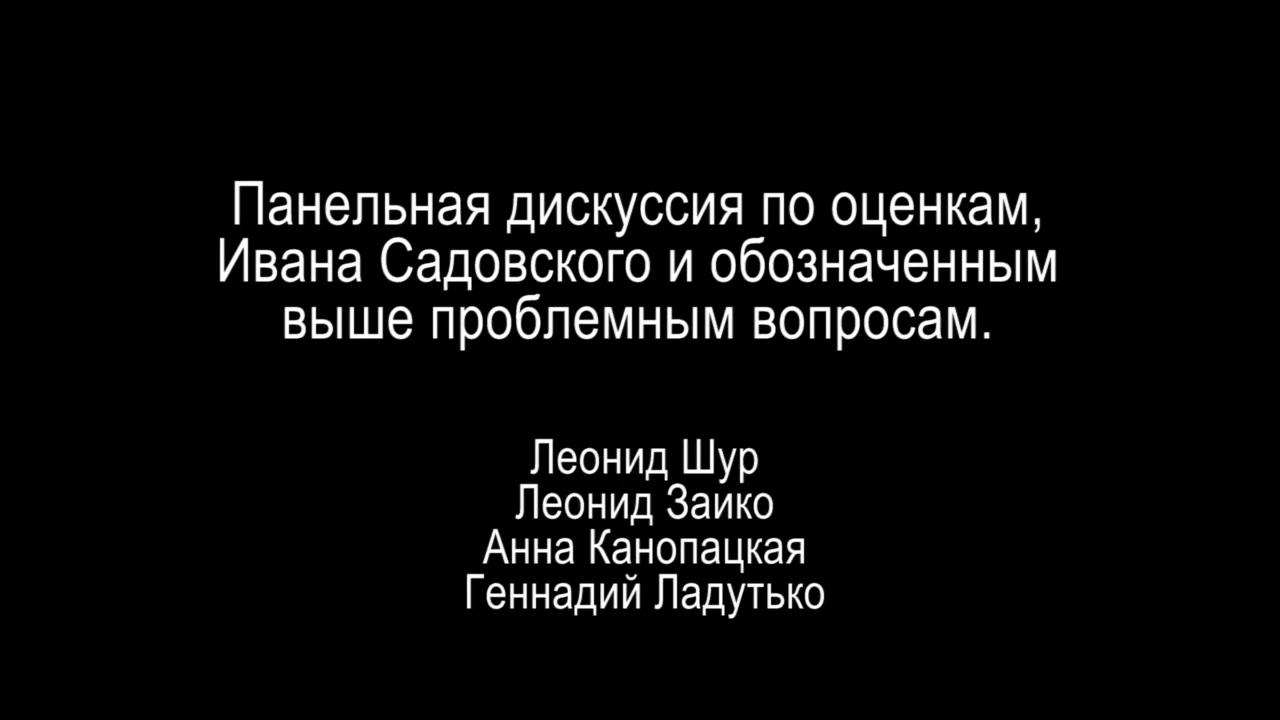 Панельная дискуссия по оценкам,
Ивана Садовского и обозначенным
выше проблемным вопросам.
Леонид Шур
Леонид Заико
Анна Канопацкая
Геннадий Ладутько